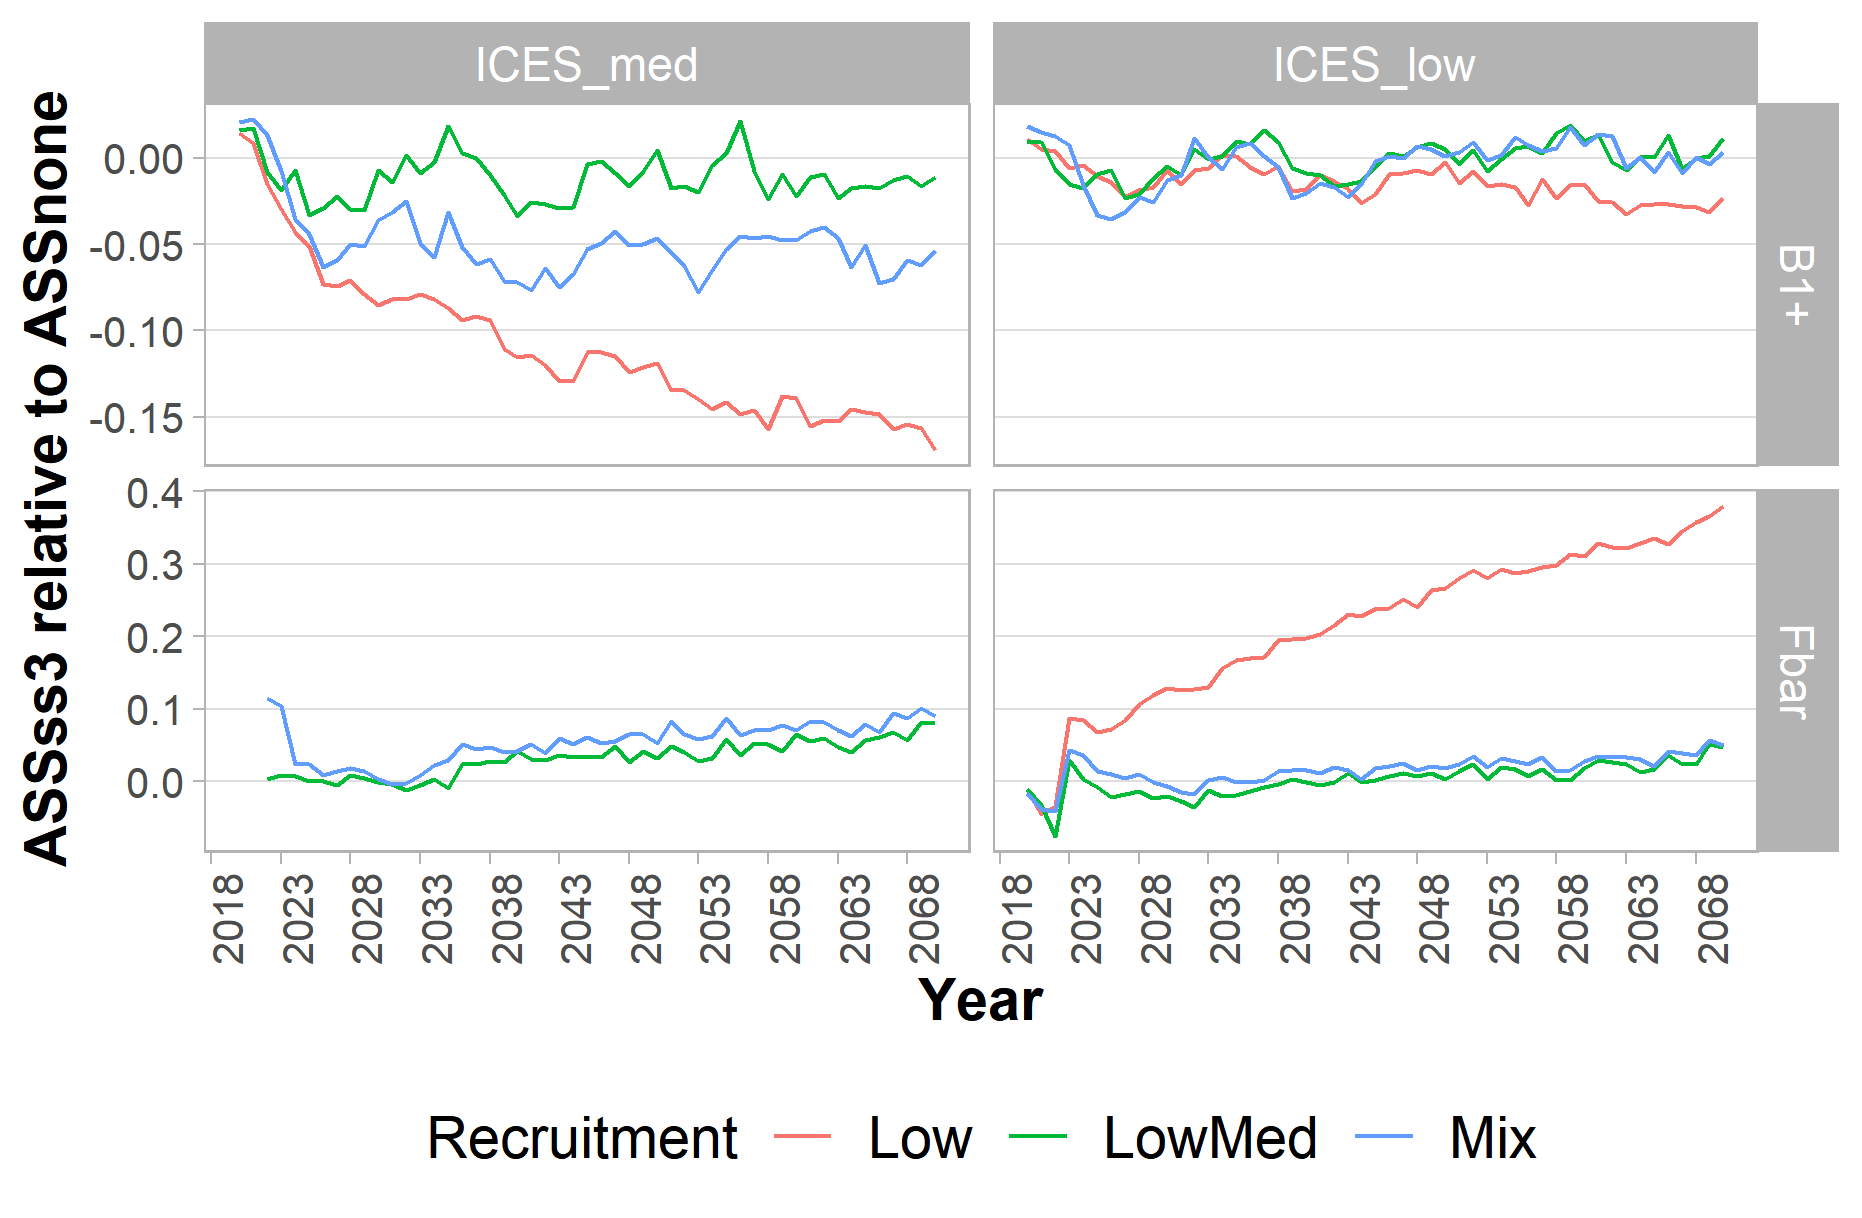 ICES_med
ICES_low
ASSss3 relative to ASSnone
0.00
-0.05
-0.10
-0.15
B1+
0.4
0.3
0.2
0.1
0.0
Fbar
2018 2023 2028 2033 2038 2043 2048 2053 2058 2063 2068
2018 2023 2028 2033 2038 2043 2048 2053 2058 2063 2068
Year
Recruitment Low LowMed Mix